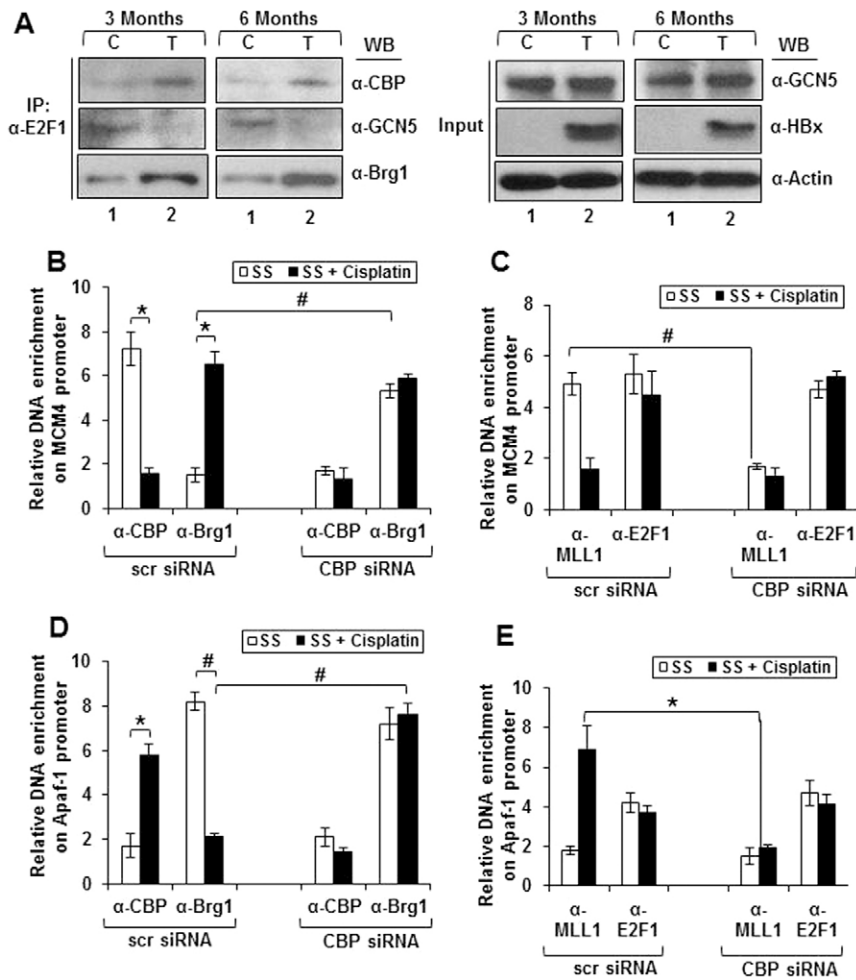 A
3 Months 6 Months
C T C T WB
IP:
α-E2F1
α-CBP
α-GCN5
α-Brg1
1 2 1 2
3 Months 6 Months
C T C T WB
Input
α-GCN5
α-HBx
α-Actin
1 2 1 2
B
SS SS + Cisplatin
Relative DNA enrichment
on MCM4 promoter
8
6
4
2
0
* * #
α-CBP α-Brg1 α-CBP α-Brg1
scr siRNA CBP siRNA
C
SS SS + Cisplatin
Relative DNA enrichment
on MCM4 promoter
8
6
4
2
0
#
α-MLL1 α-E2F1 α-MLL1 α-E2F1
scr siRNA CBP siRNA
D
SS SS + Cisplatin
Relative DNA enrichment
on Apaf-1 promoter
10
8
6
4
2
0
* # #
α-CBP α-Brg1 α-CBP α-Brg1
scr siRNA CBP siRNA
E
SS SS + Cisplatin
Relative DNA enrichment
on Apaf-1 promoter
10
8
6
4
2
0
*
α-MLL1 α-E2F1 α-MLL1 α-E2F1
scr siRNA CBP siRNA